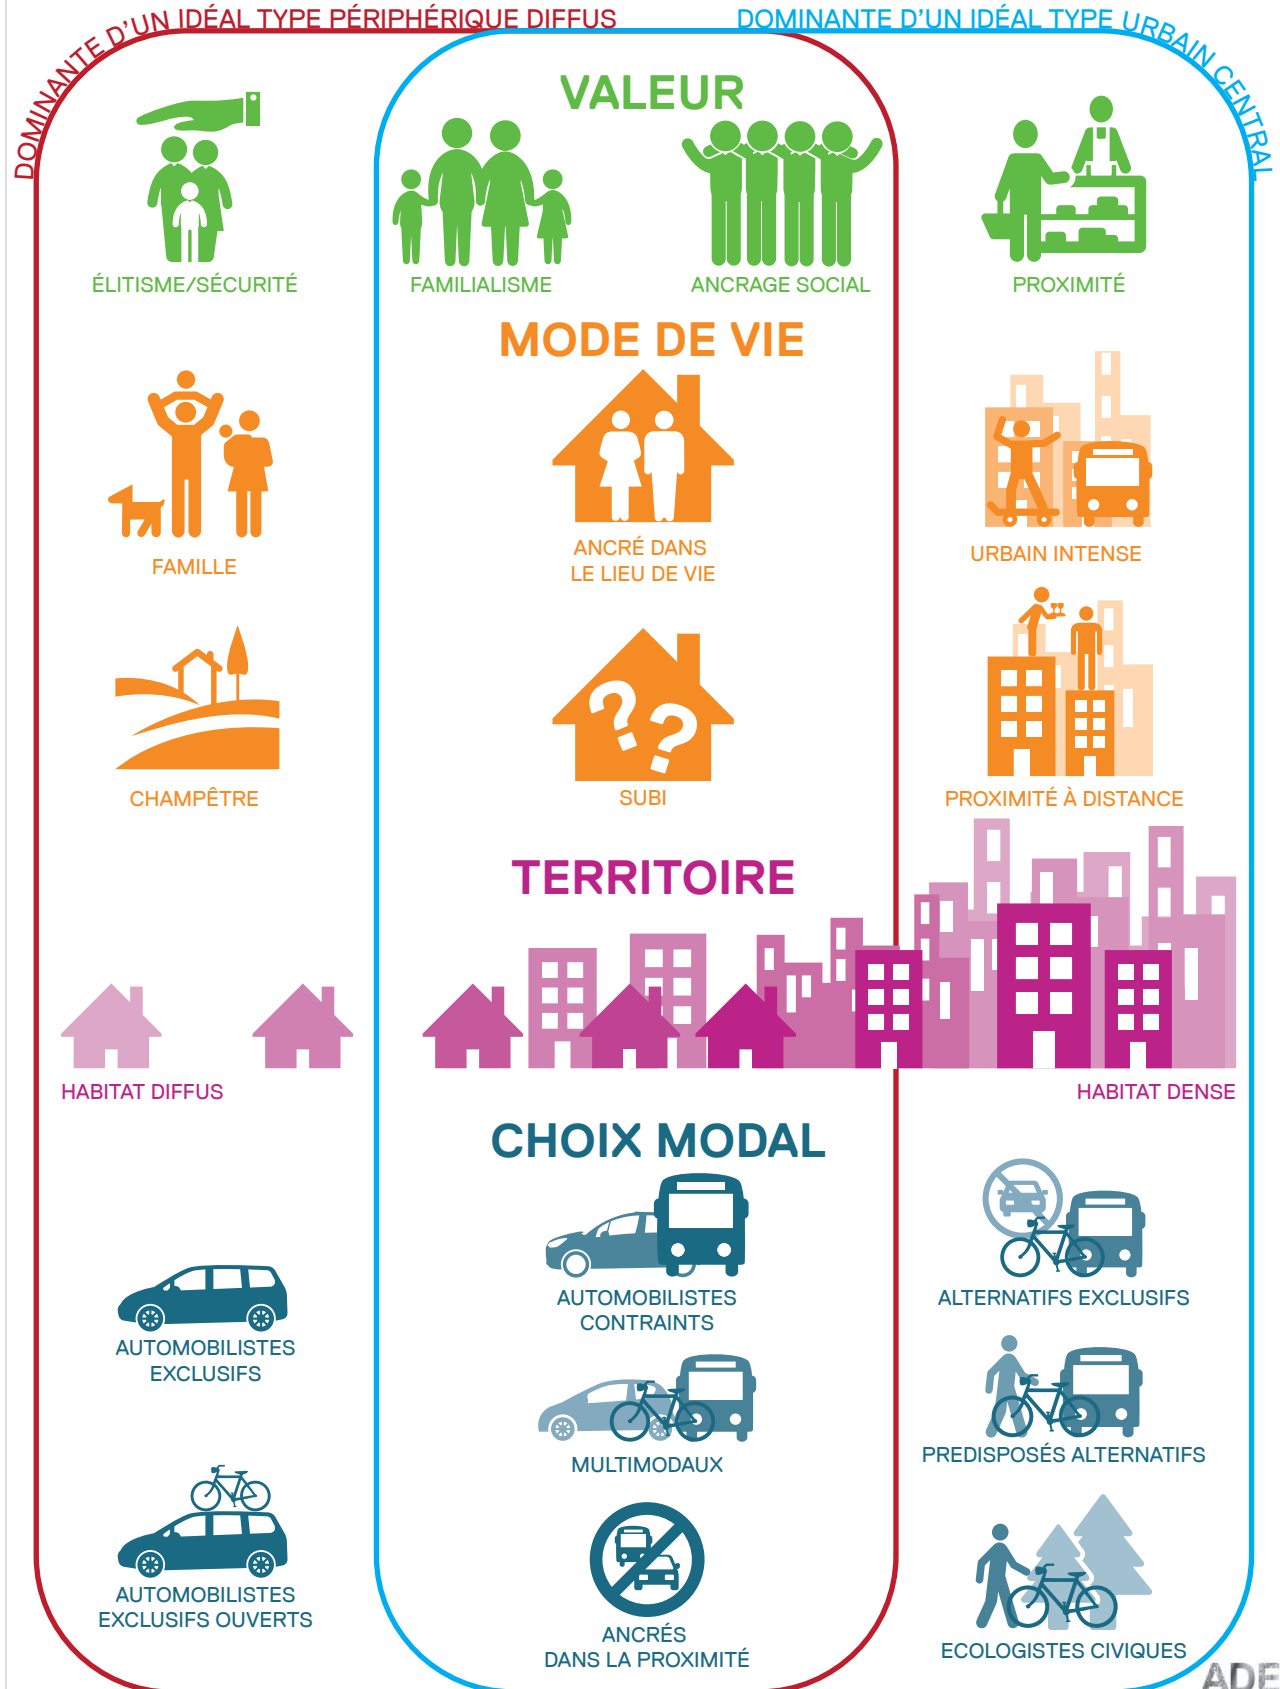 DOMINANTE D'UN IDÉAL TYPE PÉRIPHÉRIQUE DIFFUS
DOMINANTE D'UN IDÉAL TYPE URBAIN CENTRAL
VALEUR
ÉLITISME/SÉCURITÉ
FAMILIALISME
ANCRAGE SOCIAL
PROXIMITÉ
MODE DE VIE
FAMILLE
ANCRÉ DANS
LE LIEU DE VIE
URBAIN INTENSE
CHAMPÊTRE
SUBI
??
PROXIMITÉ À DISTANCE
TERRITOIRE
HABITAT DIFFUS
HABITAT DENSE
CHOIX MODAL
AUTOMOBILISTES
EXCLUSIFS
AUTOMOBILISTES
CONTRAINTS
ALTERNATIFS EXCLUSIFS
MULTIMODAUX
PREDISPOSÉS ALTERNATIFS
AUTOMOBILISTES
EXCLUSIFS OUVERTS
ANCRÉS
DANS LA PROXIMITÉ
ECOLOGISTES CIVIQUES
ADE